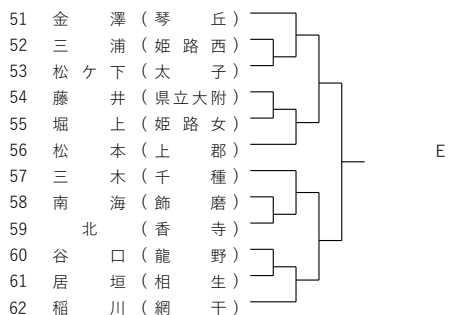 51 金 澤 ( 琴 丘 )
52 三 浦 ( 姫 路 西 )
53 松 ケ 下 ( 太 子 )
54 藤 井 ( 県立大附 )
55 堀 上 ( 姫 路 女 )
56 松 本 ( 上 郡 )
E
57 三 木 ( 千 種 )
58 南 海 ( 飾 磨 )
59 北 ( 香 寺 )
60 谷 口 ( 龍 野 )
61 居 垣 ( 相 生 )
62 稲 川 ( 網 干 )